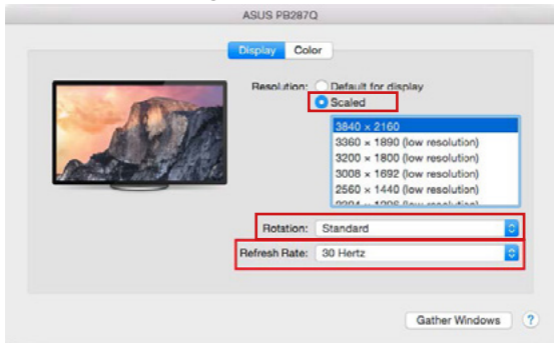 ASUS PB287Q
Display Color
Resolution: Default for display
Scaled
3840 × 2160
3360 × 1890 (low resolution)
3200 × 1800 (low resolution)
3008 × 1692 (low resolution)
2560 × 1440 (low resolution)
Rotation: Standard
Refresh Rate: 30 Hertz
Gather Windows ?